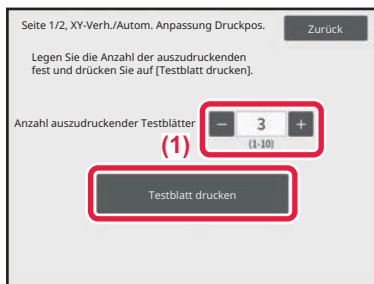 Seite 1/2, XY-Verh./Autom. Anpassung Druckpos.
Zurück
Legen Sie die Anzahl der auszudruckenden
fest und drücken Sie auf [Testblatt drucken].
Anzahl auszudruckender Testblätter
− 3 +
(1-10)
(1)
Testblatt drucken